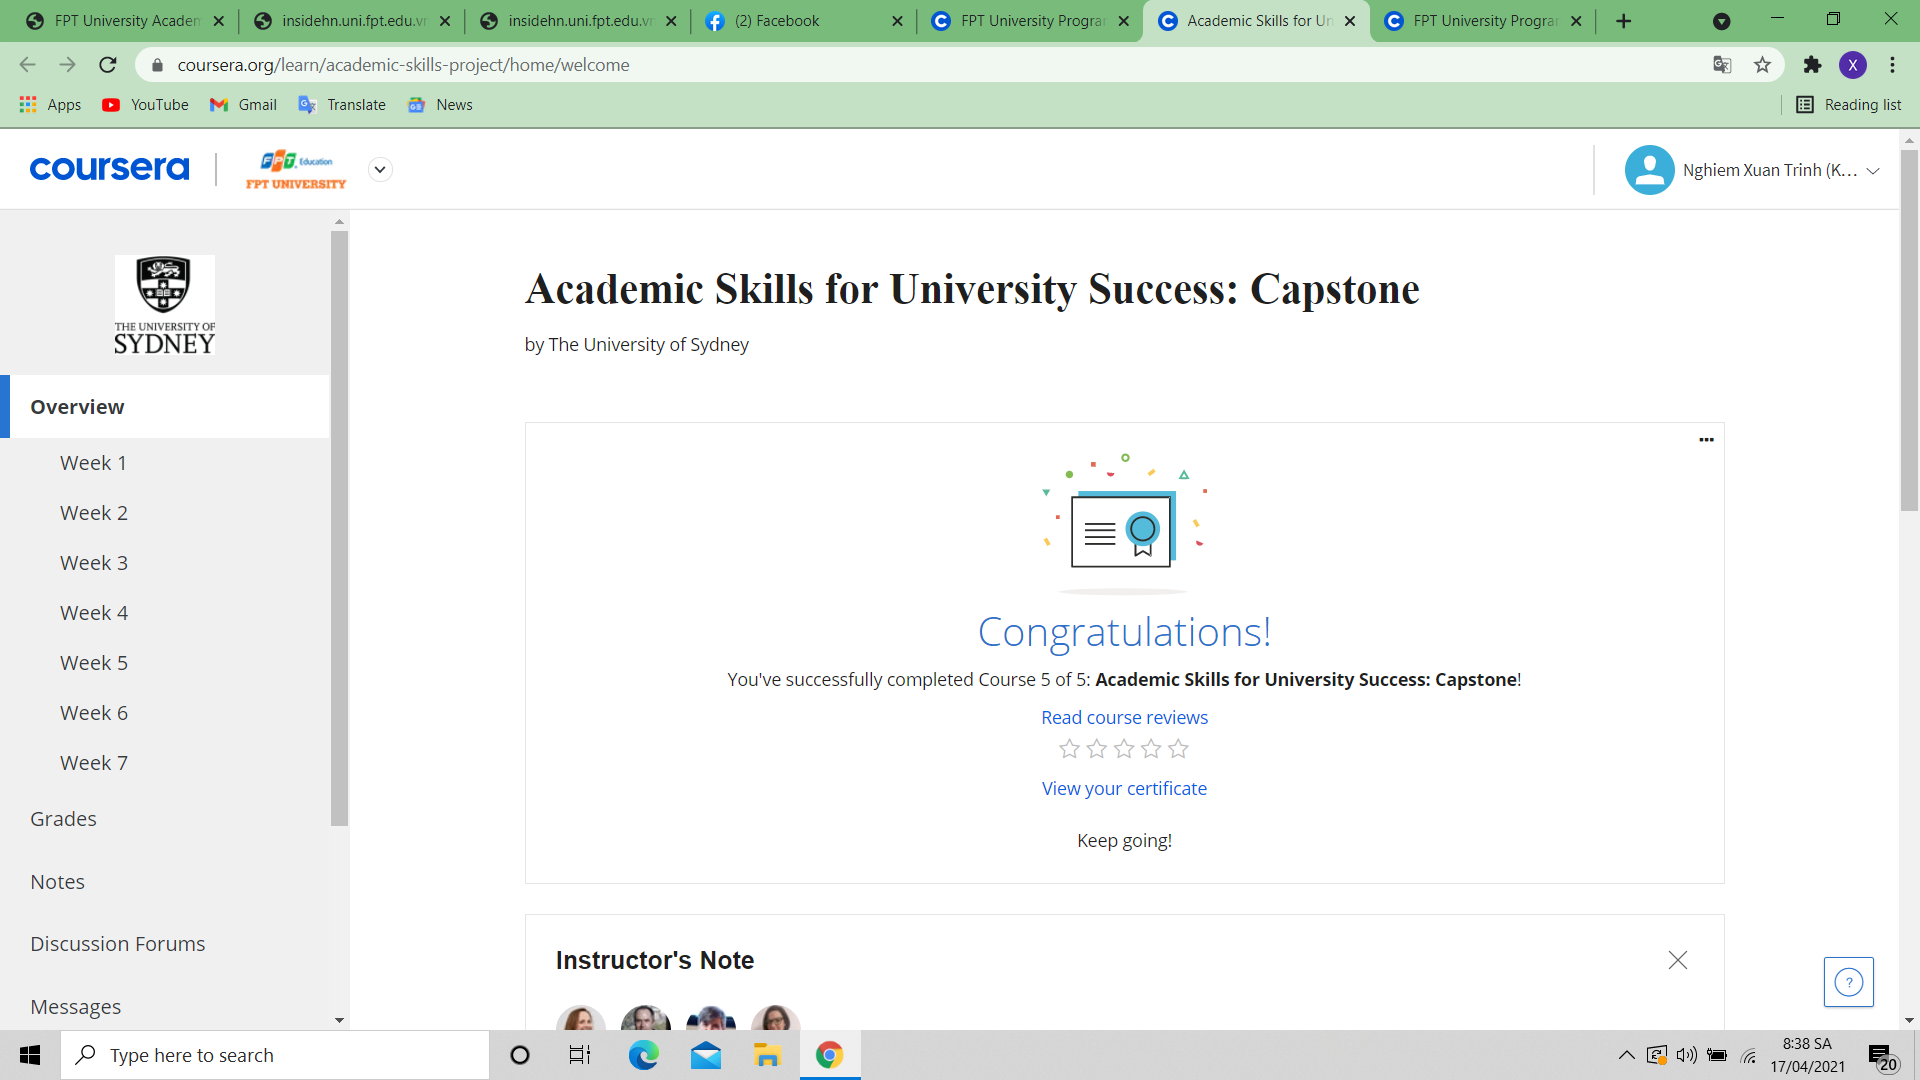 FPT University Academ
insidehn.uni.fpt.edu.vn
insidehn.uni.fpt.edu.vn
(2) Facebook
FPT University Program
Academic Skills for Un
FPT University Program
coursera.org/learn/academic-skills-project/home/welcome
X
Apps
YouTube
Gmail
Translate
News
Reading list
coursera
FPT Education
FPT UNIVERSITY
Nghiem Xuan Trinh (K...
THE UNIVERSITY OF
SYDNEY
Overview
Week 1
Week 2
Week 3
Week 4
Week 5
Week 6
Week 7
Grades
Notes
Discussion Forums
Messages
Academic Skills for University Success: Capstone
by The University of Sydney
Congratulations!
You've successfully completed Course 5 of 5: Academic Skills for University Success: Capstone!
Read course reviews
View your certificate
Keep going!
Instructor's Note
?
Type here to search
8:38 SA
17/04/2021
20